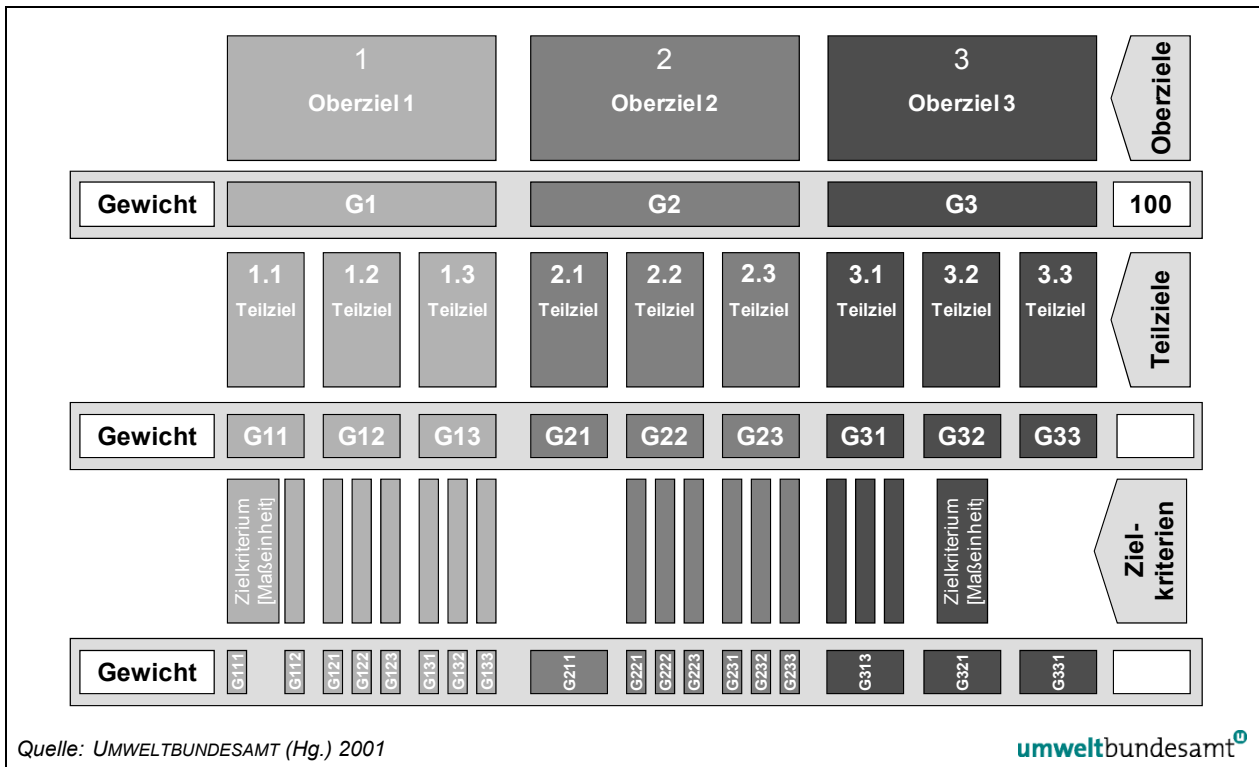 1 2 3
Oberziel 1 Oberziel 2 Oberziel 3
Oberziele
Gewicht G1 G2 G3 100
1.1 1.2 1.3 2.1 2.2 2.3 3.1 3.2 3.3
Teilziel Teilziel Teilziel Teilziel Teilziel Teilziel Teilziel Teilziel Teilziel
Teilziele
Gewicht G11 G12 G13 G21 G22 G23 G31 G32 G33
Zielkriterium
[Maßeinheit]
Zielkriterium
[Maßeinheit]
Ziel-
kriterien
Gewicht G111 G112 G121 G122 G123 G131 G132 G133 G211 G221 G222 G223 G231 G232 G233 G313 G321 G331
Quelle: UMWELTBUNDESAMT (Hg.) 2001
umweltbundesamt